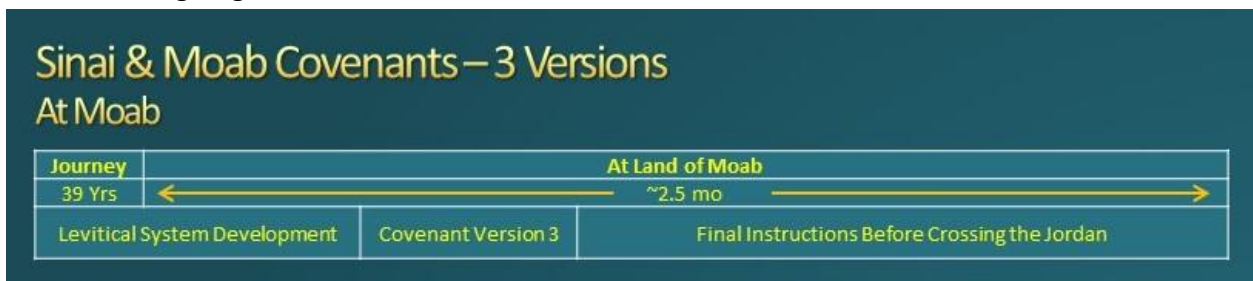 Sinai & Moab Covenants – 3 Versions
At Moab
Journey At Land of Moab
39 Yrs ~2.5 mo
Levitical System Development Covenant Version 3 Final Instructions Before Crossing the Jordan